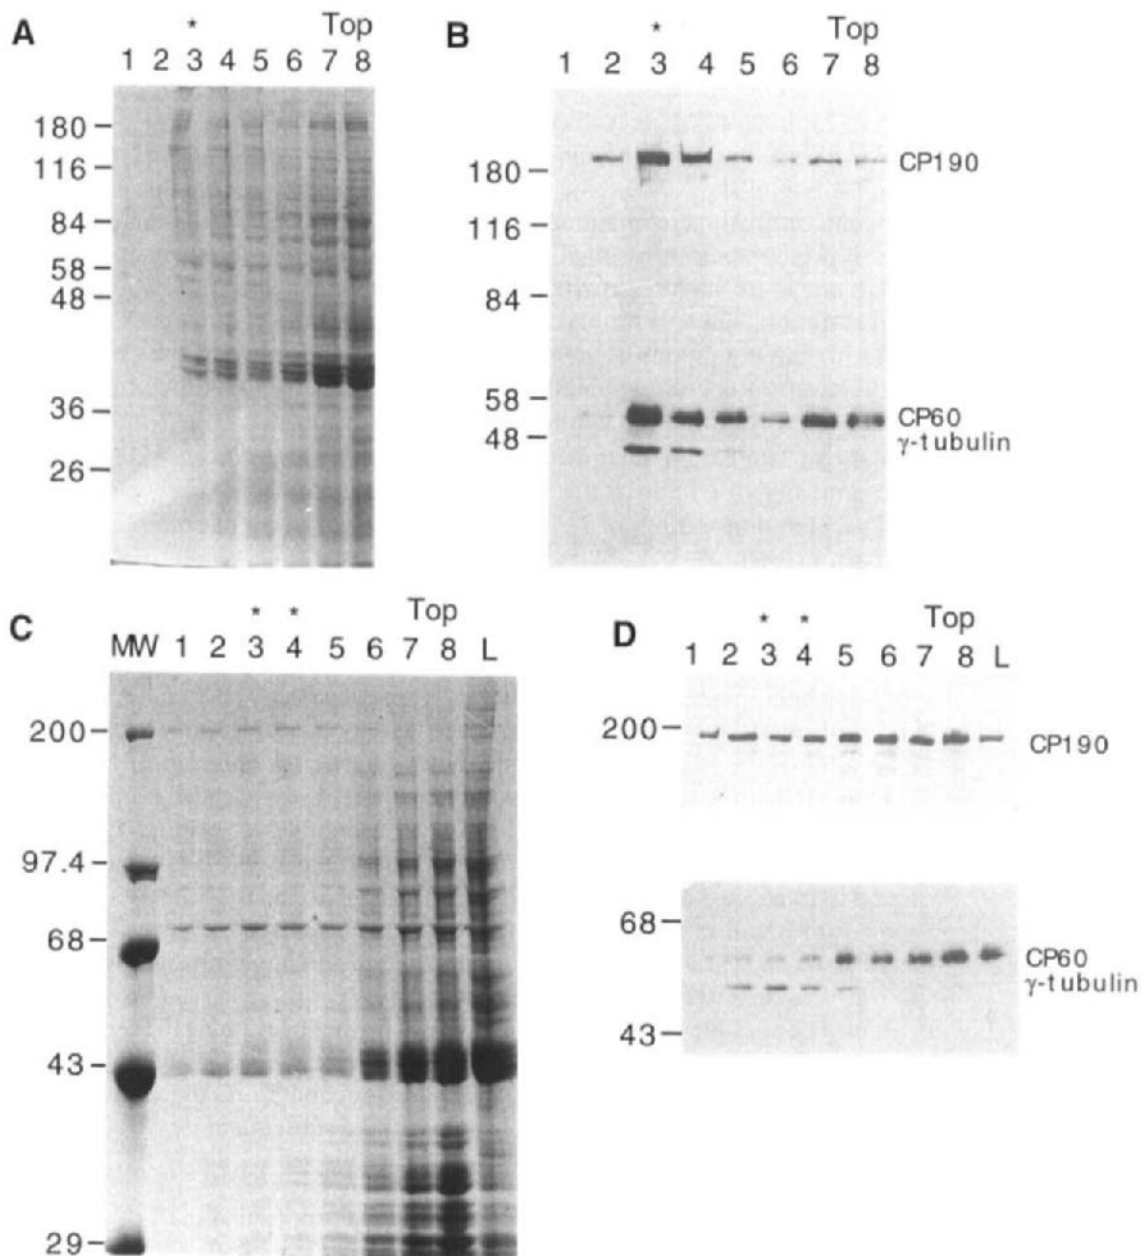 A
* Top
1 2 3 4 5 6 7 8
180
116
84
58
48
36
26
B
* Top
1 2 3 4 5 6 7 8
180
116
84
58
48
CP190
CP60
γ-tubulin
C
* * Top
MW 1 2 3 4 5 6 7 8 L
200
97.4
68
43
29
D
* * Top
1 2 3 4 5 6 7 8 L
200
CP190
68
43
CP60
γ-tubulin